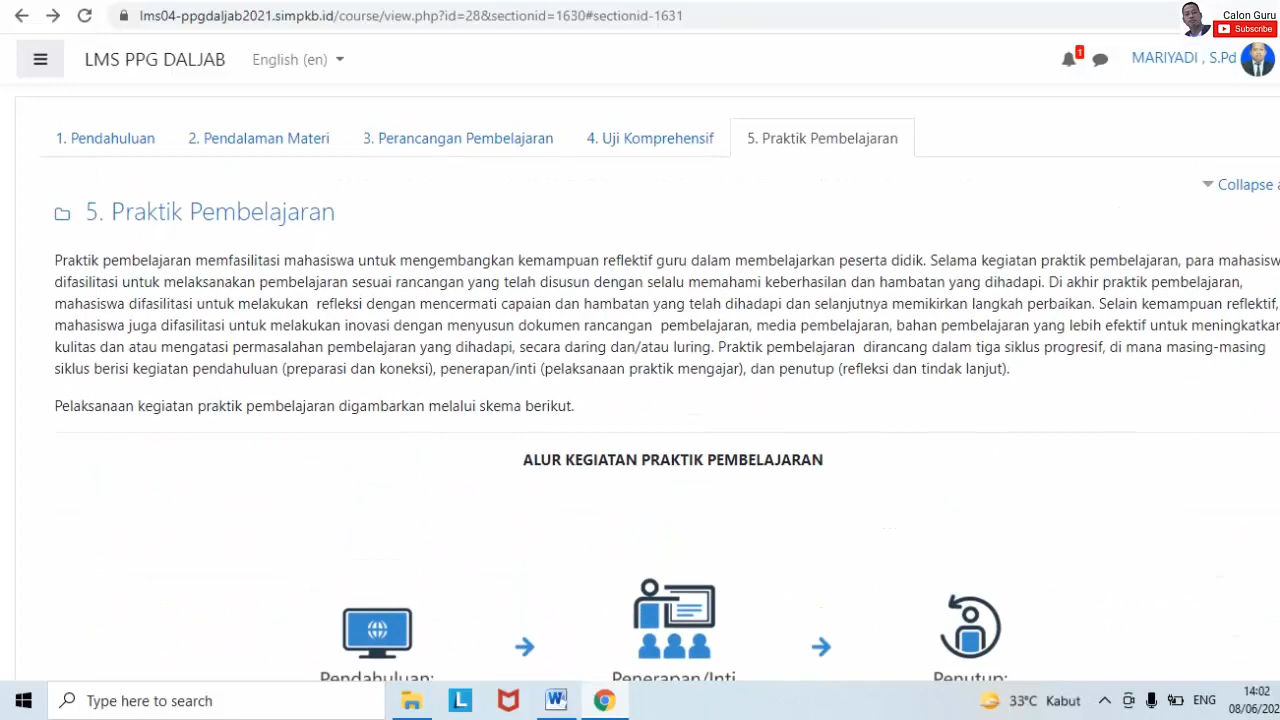 lms04-ppgdaljab2021.simpkb.id/course/view.php?id=28&sectionid=1630#sectionid-1631
Calon Guru
Subscribe
LMS PPG DALJAB
English (en)
1
MARIYADI , S.Pd
1. Pendahuluan
2. Pendalaman Materi
3. Perancangan Pembelajaran
4. Uji Komprehensif
5. Praktik Pembelajaran
Collapse a
5. Praktik Pembelajaran
Praktik pembelajaran memfasilitasi mahasiswa untuk mengembangkan kemampuan reflektif guru dalam membelajarkan peserta didik. Selama kegiatan praktik pembelajaran, para mahasisw
difasilitasi untuk melaksanakan pembelajaran sesuai rancangan yang telah disusun dengan selalu memahami keberhasilan dan hambatan yang dihadapi. Di akhir praktik pembelajaran,
mahasiswa difasilitasi untuk melakukan refleksi dengan mencermati capaian dan hambatan yang telah dihadapi dan selanjutnya memikirkan langkah perbaikan. Selain kemampuan reflektif,
mahasiswa juga difasilitasi untuk melakukan inovasi dengan menyusun dokumen rancangan pembelajaran, media pembelajaran, bahan pembelajaran yang lebih efektif untuk meningkatkan
kulitas dan atau mengatasi permasalahan pembelajaran yang dihadapi, secara daring dan/atau luring. Praktik pembelajaran dirancang dalam tiga siklus progresif, di mana masing-masing
siklus berisi kegiatan pendahuluan (preparasi dan koneksi), penerapan/inti (pelaksanaan praktik mengajar), dan penutup (refleksi dan tindak lanjut).
Pelaksanaan kegiatan praktik pembelajaran digambarkan melalui skema berikut.
ALUR KEGIATAN PRAKTIK PEMBELAJARAN
Pendahuluan:
Penerapan/Inti
Penutup:
Type here to search
L
W
33°C Kabut
ENG
14:02
08/06/202